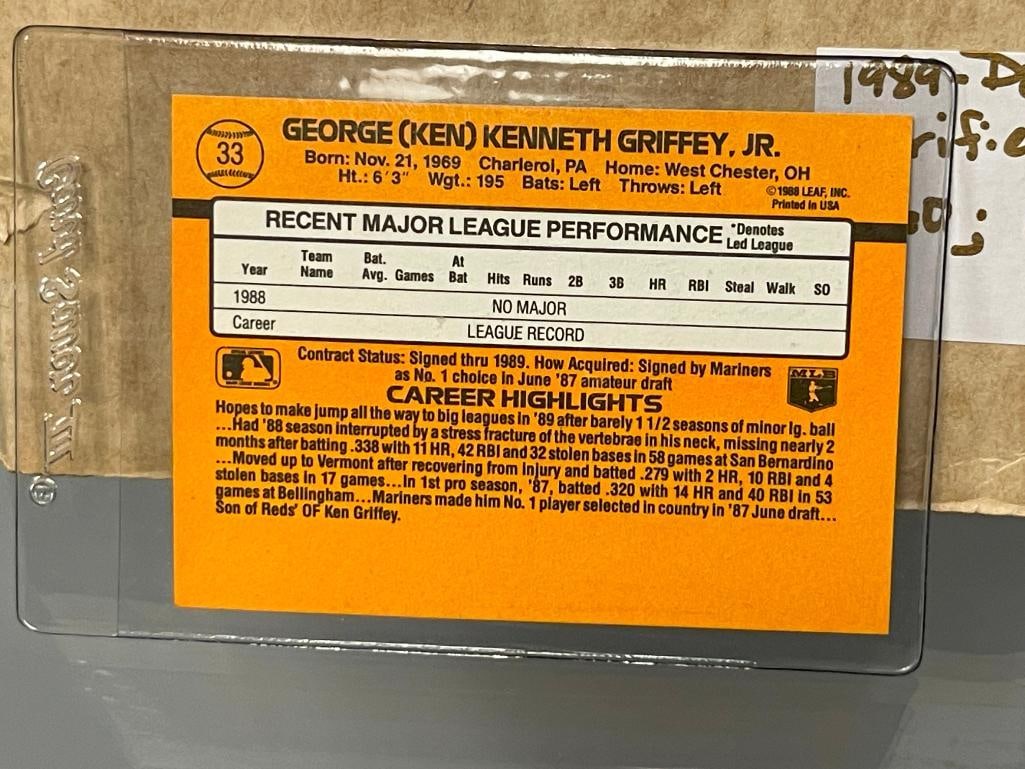 1989-
33
GEORGE (KEN) KENNETH GRIFFEY, JR.
Born: Nov. 21, 1969 Charlerol, PA Home: West Chester, OH
Ht.: 6'3" Wgt.: 195 Bats: Left Throws: Left
©1988 LEAF, INC.
Printed In USA
RECENT MAJOR LEAGUE PERFORMANCE
*Denotes
Led League
Year Team Name Bat. Avg. Games At Bat Hits Runs 2B 3B HR RBI Steal Walk SO
1988 NO MAJOR
Career LEAGUE RECORD
Contract Status: Signed thru 1989. How Acquired: Signed by Mariners
as No. 1 choice in June '87 amateur draft
MLB
CAREER HIGHLIGHTS
Hopes to make jump all the way to big leagues in '89 after barely 1 1/2 seasons of minor lg. ball
...Had '88 season interrupted by a stress fracture of the vertebrae in his neck, missing nearly 2
months after batting .338 with 11 HR, 42 RBI and 32 stolen bases in 58 games at San Bernardino
...Moved up to Vermont after recovering from injury and batted .279 with 2 HR, 10 RBI and 4
stolen bases in 17 games...In 1st pro season, '87, batted .320 with 14 HR and 40 RBI in 53
games at Bellingham...Mariners made him No. 1 player selected in country in '87 June draft...
Son of Reds' OF Ken Griffey.
Card Saver III ®